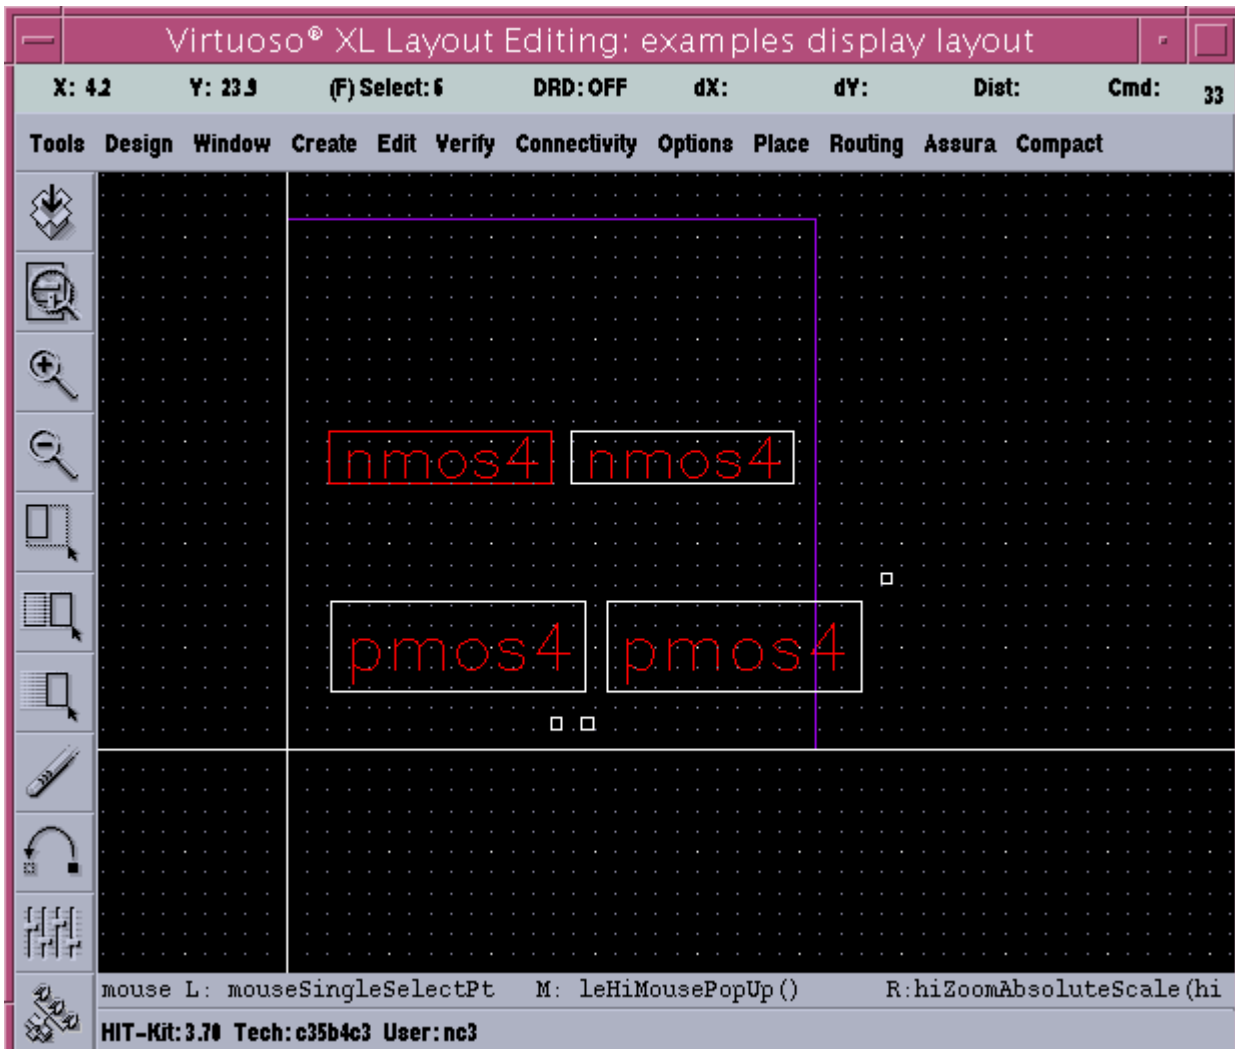 Virtuoso® XL Layout Editing: examples display layout
X: 4.2 Y: 23.9 (F) Select: 6 DRD: OFF dX: dY: Dist: Cmd: 33
Tools Design Window Create Edit Verify Connectivity Options Place Routing Assura Compact
nmos4 nmos4
pmos4 pmos4
mouse L: mouseSingleSelectPt M: leHiMousePopUp() R:hiZoomAbsoluteScale(hi
HIT-Kit: 3.70 Tech: c35b4c3 User: nc3